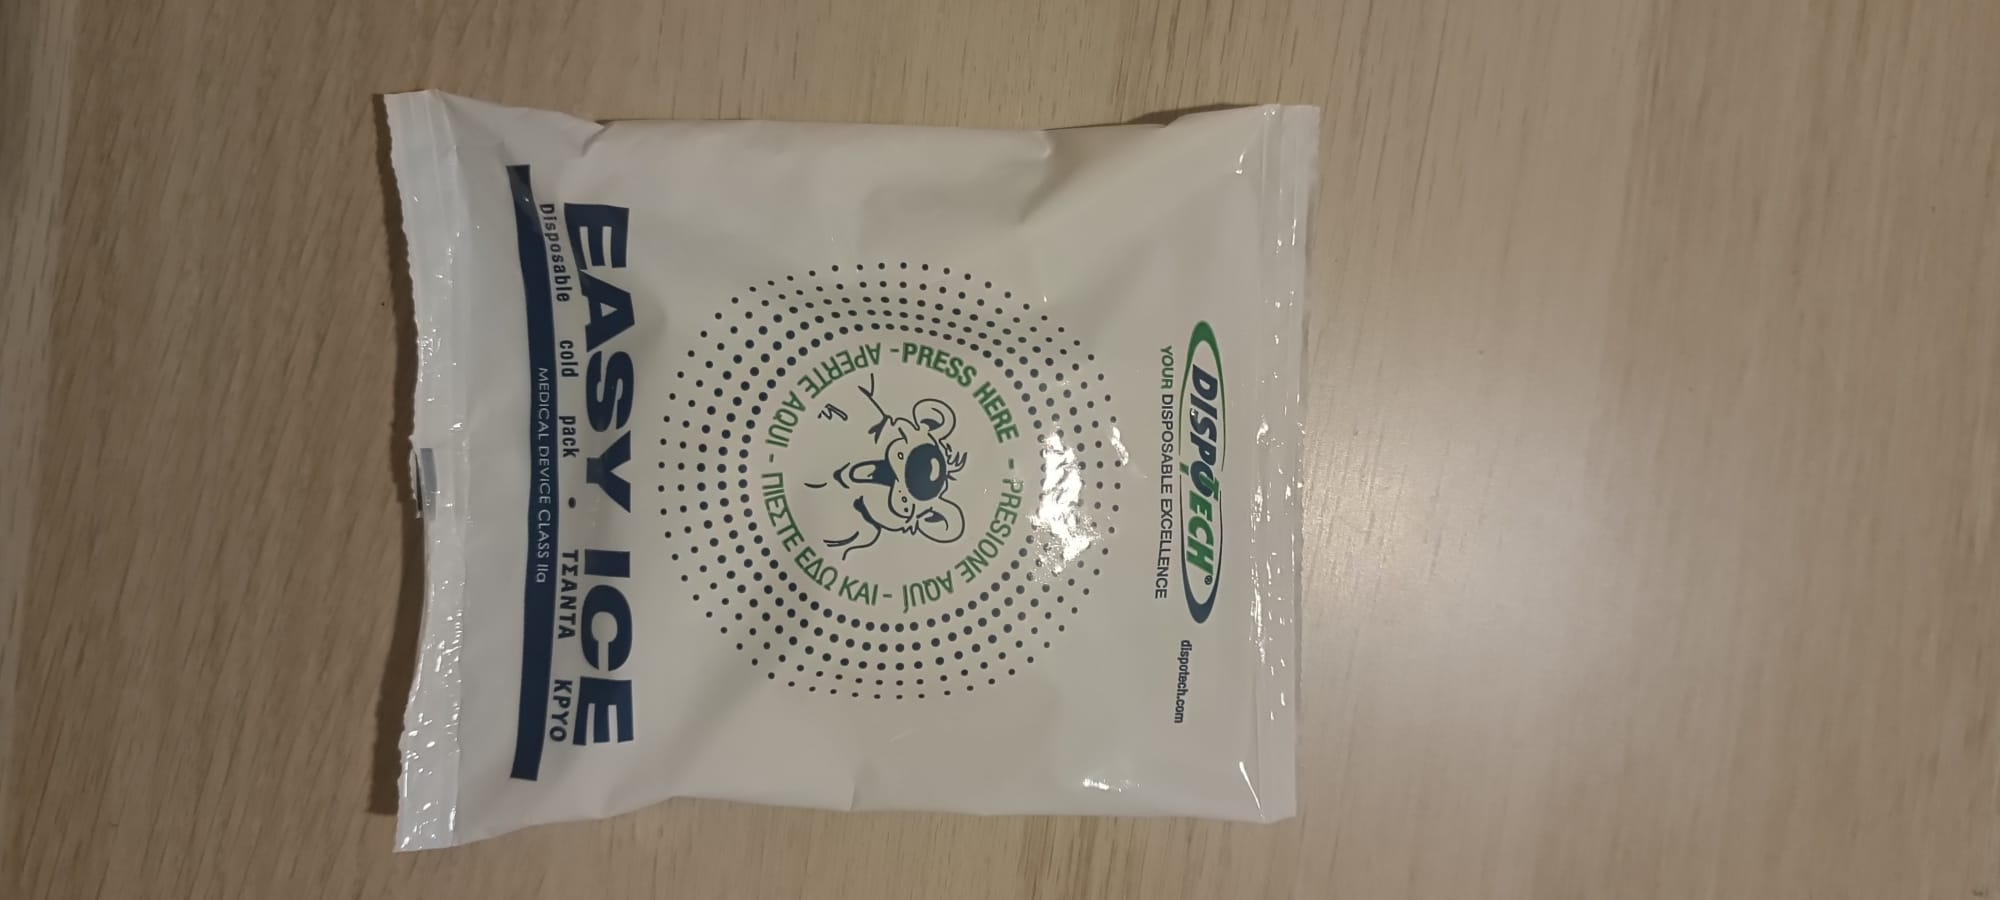 DISPOTECH®
YOUR DISPOSABLE EXCELLENCE
dispotech.com
PRESS HERE - PRESIONE AQUÍ - ΠΙΕΣΤΕ ΕΔΩ ΚΑΙ - APERTE AQUI -
EASY ICE
Disposable cold pack • ΤΣΑΝΤΑ ΚΡΥΟ
MEDICAL DEVICE CLASS IIa